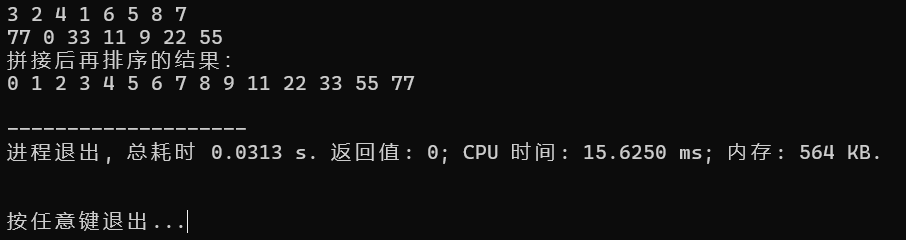 3 2 4 1 6 5 8 7
77 0 33 11 9 22 55
拼接后再排序的结果:
0 1 2 3 4 5 6 7 8 9 11 22 33 55 77
--------------------
进程退出, 总耗时 0.0313 s. 返回值: 0; CPU 时间: 15.6250 ms; 内存: 564 KB.
按任意键退出...